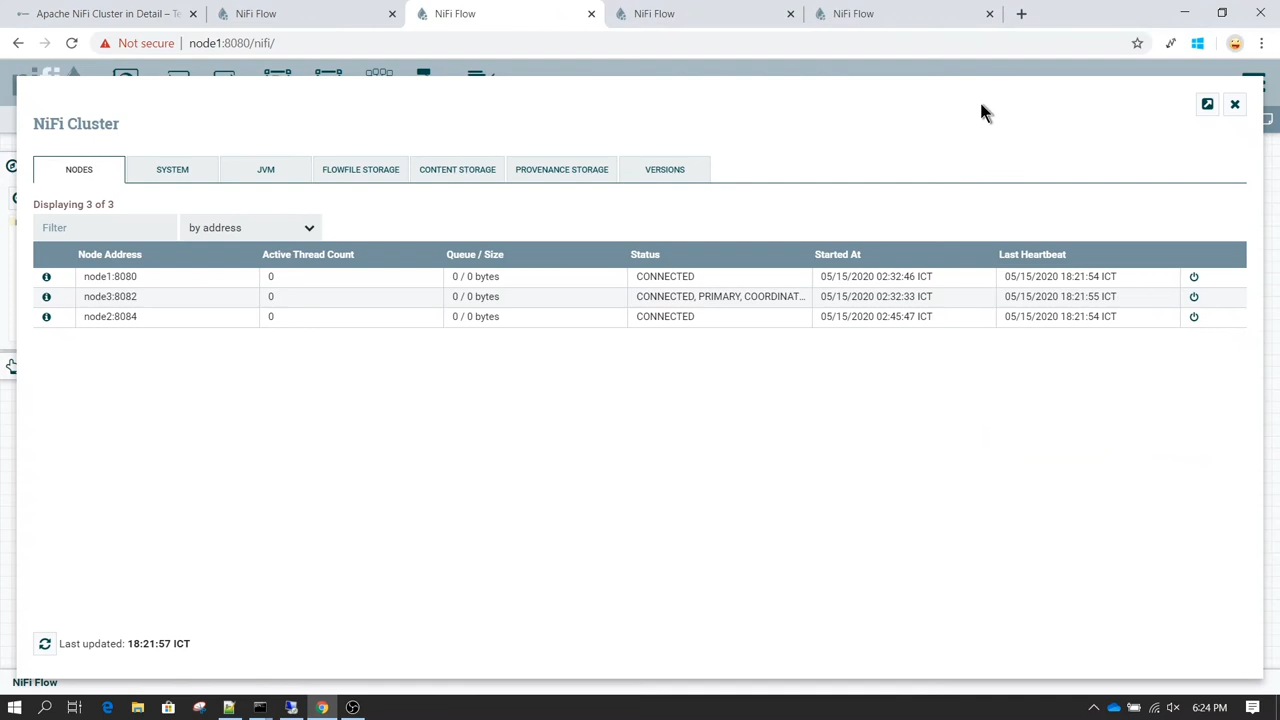 Apache NiFi Cluster in Detail – Te
NiFi Flow
NiFi Flow
NiFi Flow
NiFi Flow
Not secure
node1:8080/nifi/
NiFi Cluster
NODES
SYSTEM
JVM
FLOWFILE STORAGE
CONTENT STORAGE
PROVENANCE STORAGE
VERSIONS
Displaying 3 of 3
Filter
by address
Node Address Active Thread Count Queue / Size Status Started At Last Heartbeat
node1:8080 0 0 / 0 bytes CONNECTED 05/15/2020 02:32:46 ICT 05/15/2020 18:21:54 ICT
node3:8082 0 0 / 0 bytes CONNECTED, PRIMARY, COORDINAT... 05/15/2020 02:32:33 ICT 05/15/2020 18:21:55 ICT
node2:8084 0 0 / 0 bytes CONNECTED 05/15/2020 02:45:47 ICT 05/15/2020 18:21:54 ICT
Last updated: 18:21:57 ICT
NiFi Flow
6:24 PM